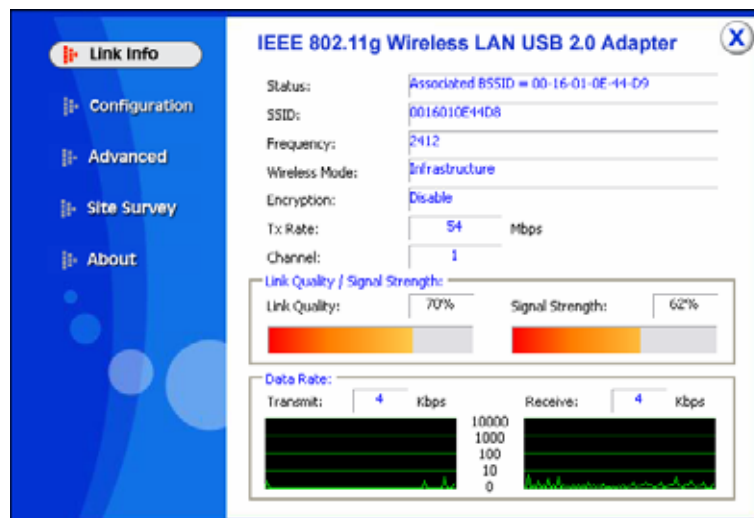 Link Info
Configuration
Advanced
Site Survey
About
IEEE 802.11g Wireless LAN USB 2.0 Adapter
X
Status: Associated BSSID = 00-16-01-0E-44-D9
SSID: 0016010E44D8
Frequency: 2412
Wireless Mode: Infrastructure
Encryption: Disable
Tx Rate: 54 Mbps
Channel: 1
Link Quality / Signal Strength:
Link Quality: 70% Signal Strength: 62%
Data Rate:
Transmit: 4 Kbps Receive: 4 Kbps
10000
1000
100
10
0